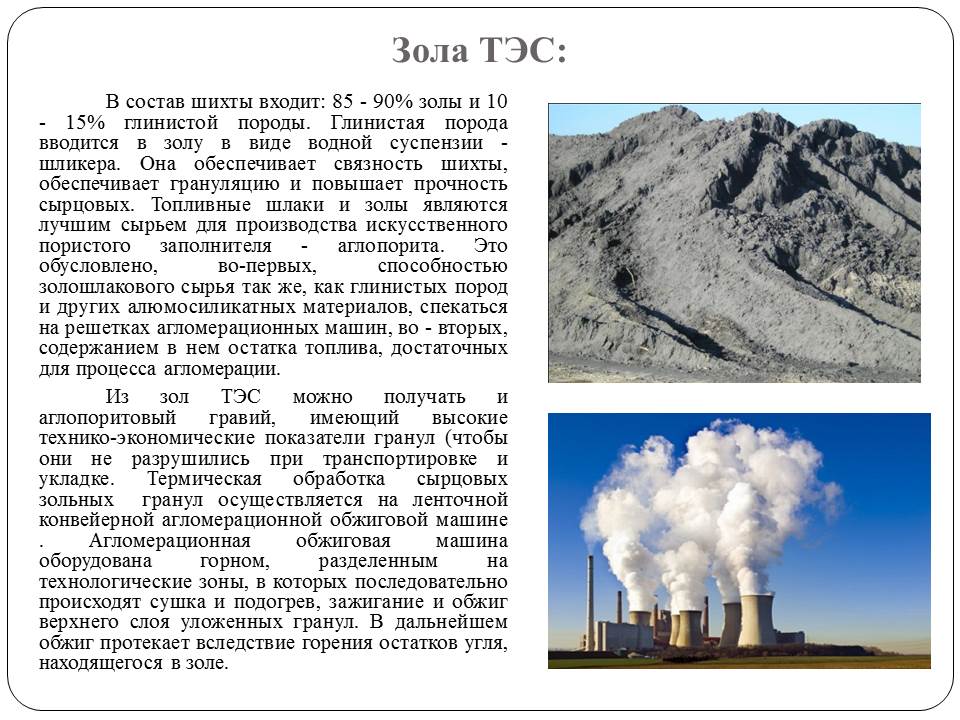 Зола ТЭС:
В состав шихты входит: 85 - 90% золы и 10
- 15% глинистой породы. Глинистая порода
вводится в золу в виде водной суспензии -
шликера. Она обеспечивает связность шихты,
обеспечивает грануляцию и повышает прочность
сырцовых. Топливные шлаки и золы являются
лучшим сырьем для производства искусственного
пористого заполнителя - аглопорита. Это
обусловлено, во-первых, способностью
золошлакового сырья так же, как глинистых пород
и других алюмосиликатных материалов, спекаться
на решетках агломерационных машин, во - вторых,
содержанием в нем остатка топлива, достаточных
для процесса агломерации.
Из зол ТЭС можно получать и
аглопоритовый гравий, имеющий высокие
технико-экономические показатели гранул (чтобы
они не разрушились при транспортировке и
укладке. Термическая обработка сырцовых
зольных гранул осуществляется на ленточной
конвейерной агломерационной обжиговой машине
. Агломерационная обжиговая машина
оборудована горном, разделенным на
технологические зоны, в которых последовательно
происходят сушка и подогрев, зажигание и обжиг
верхнего слоя уложенных гранул. В дальнейшем
обжиг протекает вследствие горения остатков угля,
находящегося в золе.